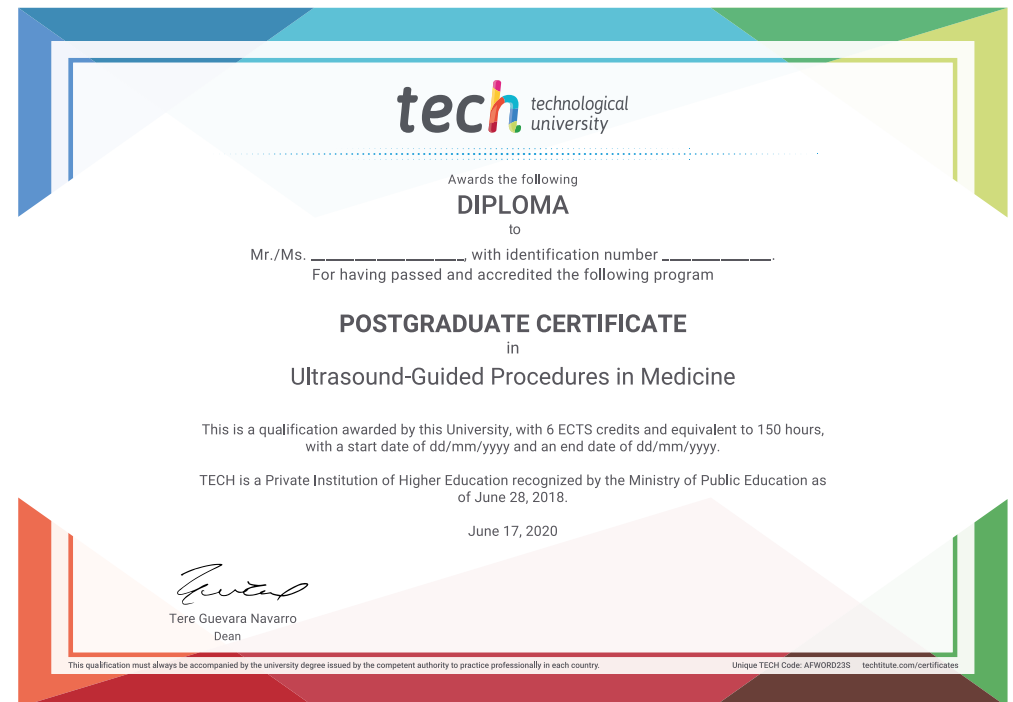 tech technological
university
Awards the following
DIPLOMA
to
Mr./Ms. __________________, with identification number _____________.
For having passed and accredited the following program
POSTGRADUATE CERTIFICATE
in
Ultrasound-Guided Procedures in Medicine
This is a qualification awarded by this University, with 6 ECTS credits and equivalent to 150 hours,
with a start date of dd/mm/yyyy and an end date of dd/mm/yyyy.
TECH is a Private Institution of Higher Education recognized by the Ministry of Public Education as
of June 28, 2018.
June 17, 2020
Tere Guevara Navarro
Dean
This qualification must always be accompanied by the university degree issued by the competent authority to practice professionally in each country. Unique TECH Code: AFWORD23S techtitute.com/certificates